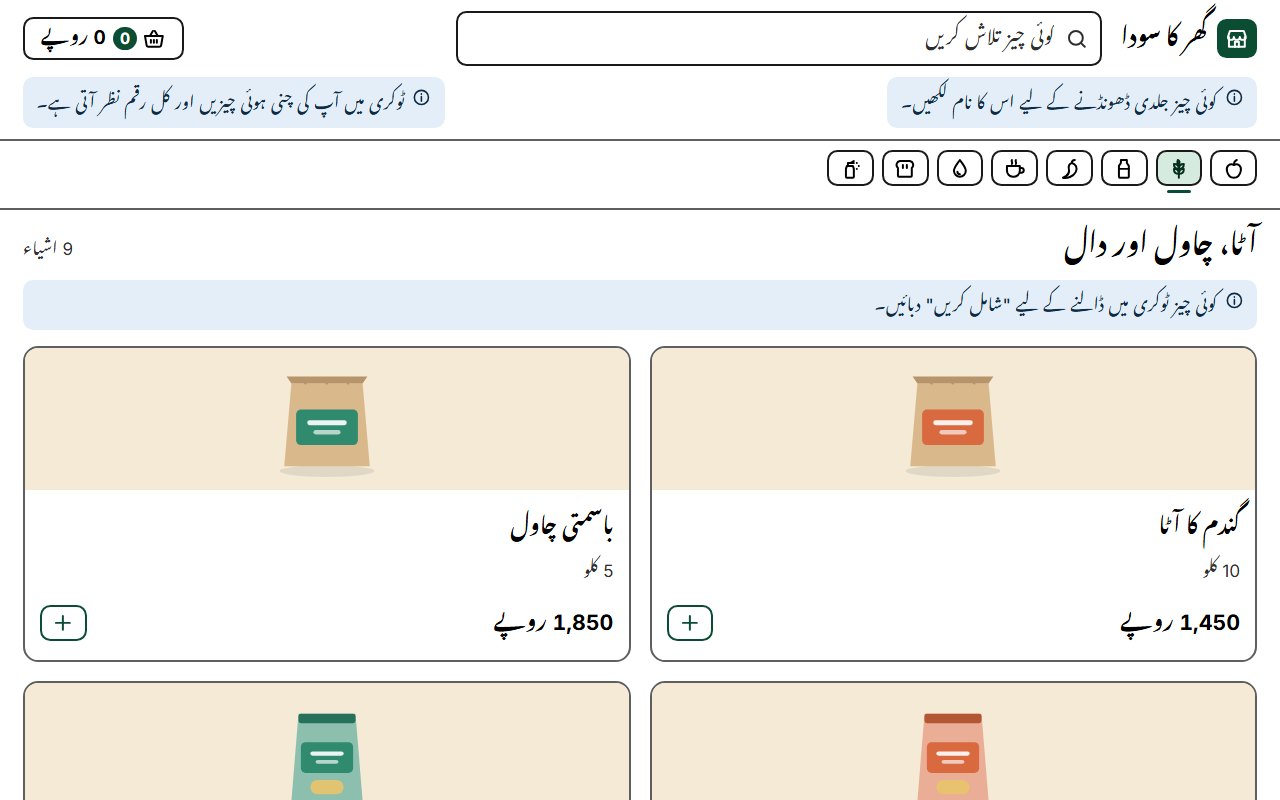 گھر کا سودا
کوئی چیز تلاش کریں
0 0 روپے
کوئی چیز جلدی ڈھونڈنے کے لیے اس کا نام لکھیں۔
ٹوکری میں آپ کی چنی ہوئی چیزیں اور کل رقم نظر آتی ہے۔
آٹا، چاول اور دال
9 اشیاء
کوئی چیز ٹوکری میں ڈالنے کے لیے "شامل کریں" دبائیں۔
گندم کا آٹا
10 کلو
1,450 روپے
باسمتی چاول
5 کلو
1,850 روپے